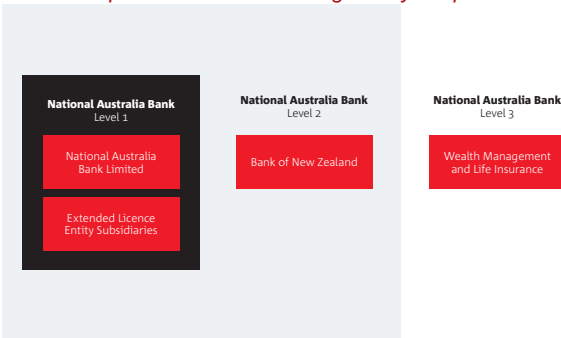 National Australia Bank
Level 1
National Australia
Bank Limited
Extended Licence
Entity Subsidiaries
National Australia Bank
Level 2
Bank of New Zealand
National Australia Bank
Level 3
Wealth Management
and Life Insurance